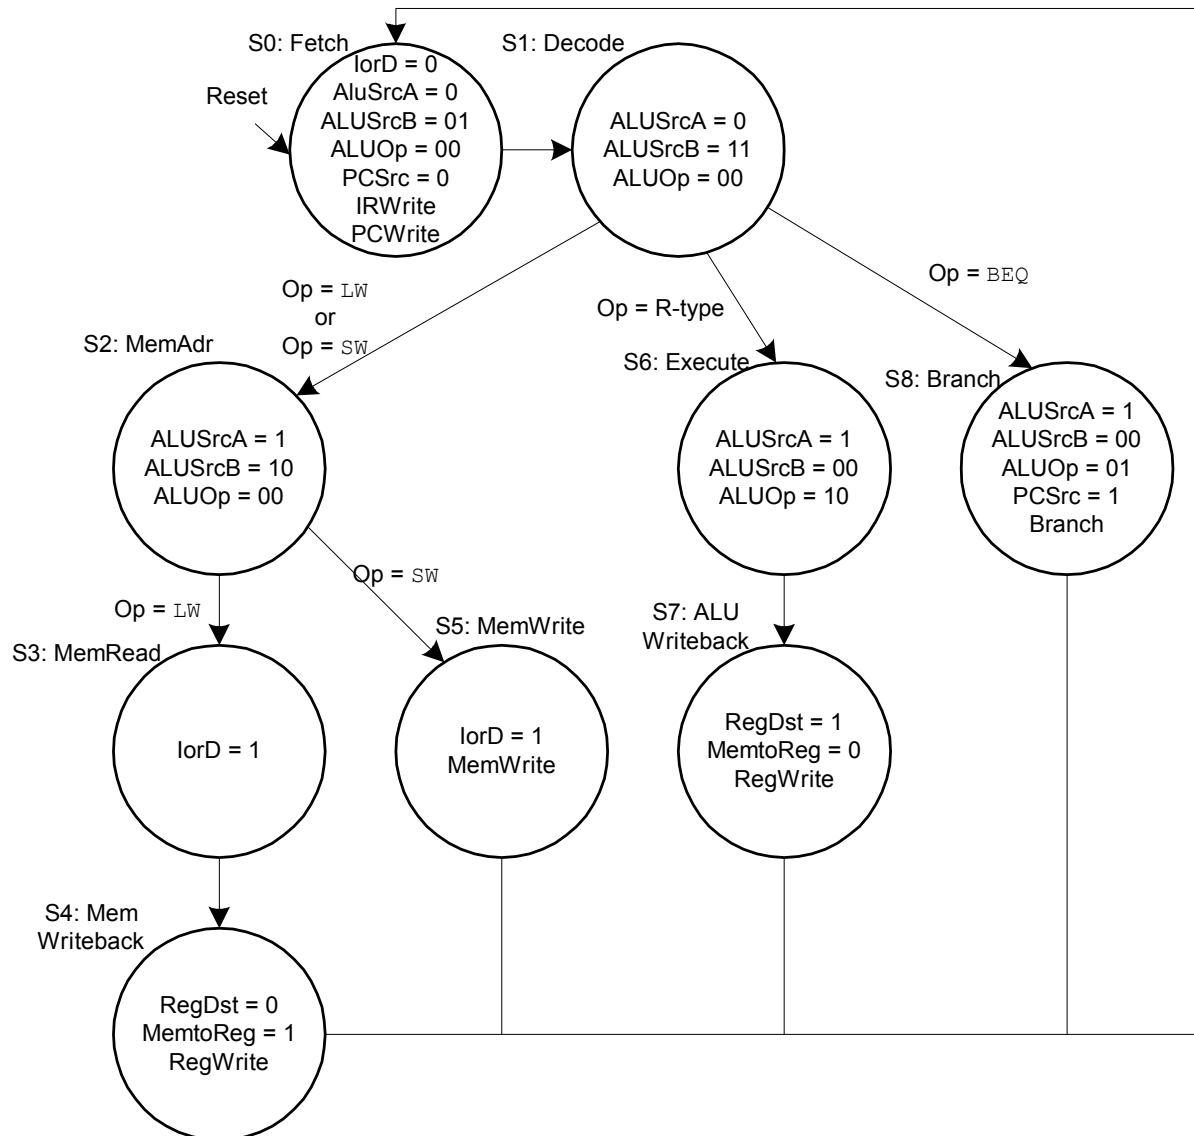 S0: Fetch
IorD = 0
AluSrcA = 0
ALUSrcB = 01
ALUOp = 00
PCSrc = 0
IRWrite
PCWrite
Reset
S1: Decode
ALUSrcA = 0
ALUSrcB = 11
ALUOp = 00
Op = LW
or
Op = SW
Op = R-type
Op = BEQ
S2: MemAdr
ALUSrcA = 1
ALUSrcB = 10
ALUOp = 00
S6: Execute
ALUSrcA = 1
ALUSrcB = 00
ALUOp = 10
S8: Branch
ALUSrcA = 1
ALUSrcB = 00
ALUOp = 01
PCSrc = 1
Branch
Op = LW
Op = SW
S3: MemRead
IorD = 1
S5: MemWrite
IorD = 1
MemWrite
S7: ALU
Writeback
RegDst = 1
MemtoReg = 0
RegWrite
S4: Mem
Writeback
RegDst = 0
MemtoReg = 1
RegWrite